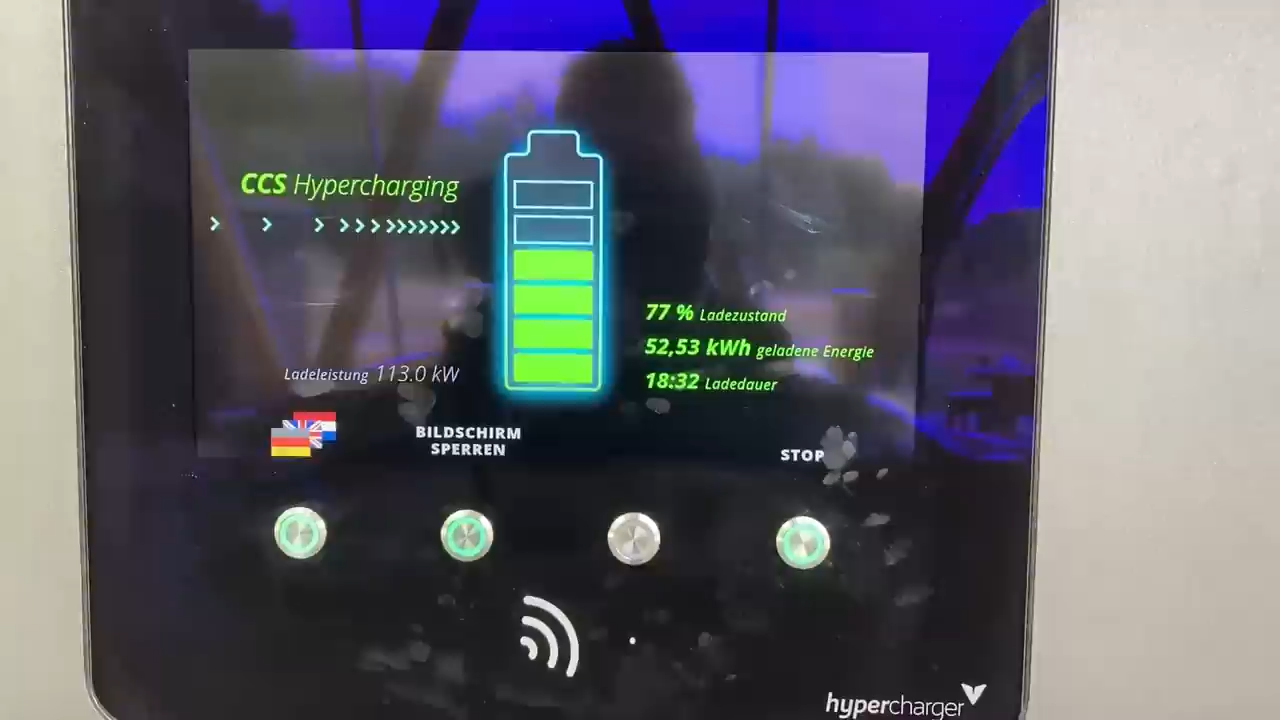 CCS Hypercharging
77 % Ladezustand
52,53 kWh geladene Energie
18:32 Ladedauer
Ladeleistung 113.0 kW
BILDSCHIRM
SPERREN
STOP
hypercharger